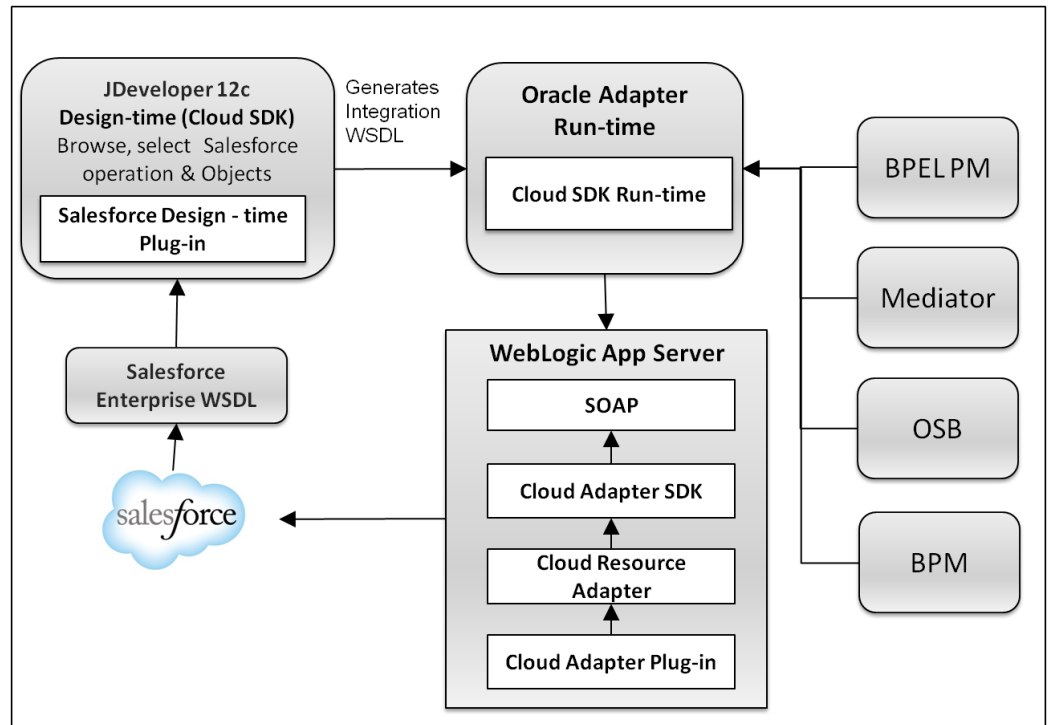 JDeveloper 12c
Design-time (Cloud SDK)
Browse, select Salesforce
operation & Objects
Salesforce Design - time
Plug-in
Generates
Integration
WSDL
Oracle Adapter
Run-time
Cloud SDK Run-time
BPEL PM
Mediator
OSB
BPM
Salesforce
Enterprise WSDL
salesforce
WebLogic App Server
SOAP
Cloud Adapter SDK
Cloud Resource
Adapter
Cloud Adapter Plug-in